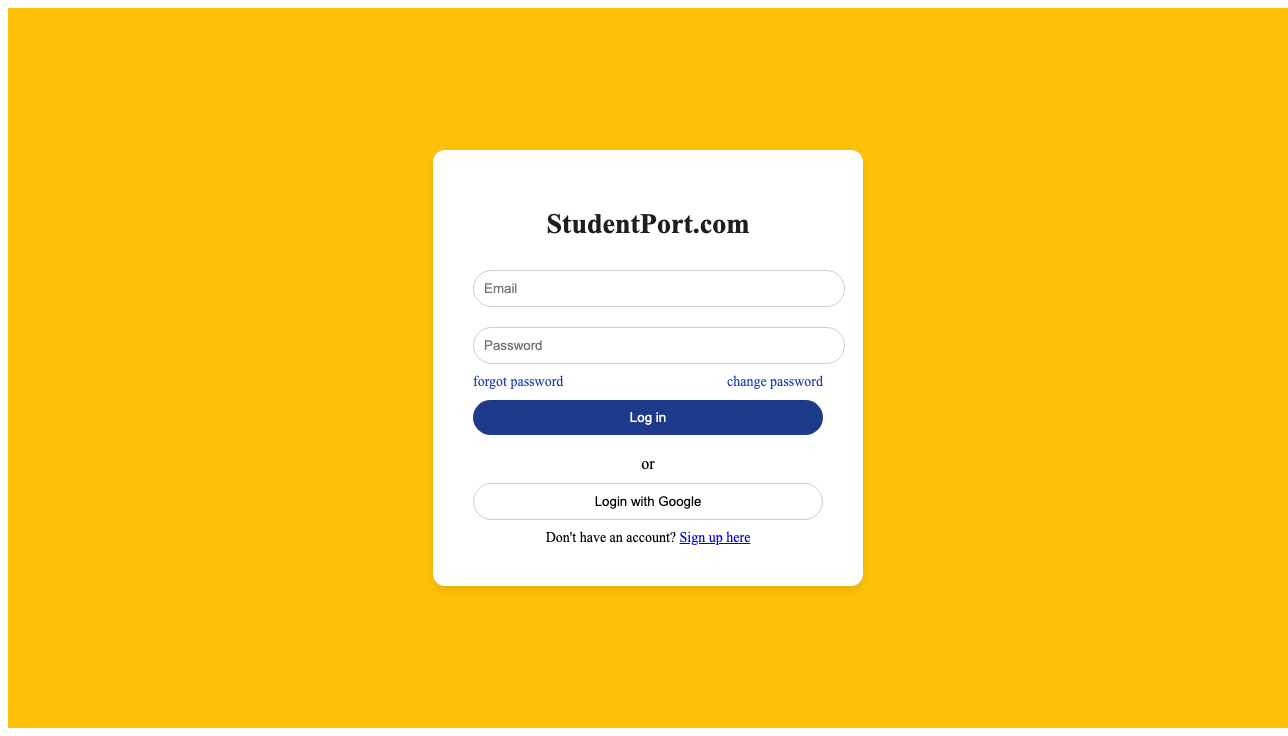 StudentPort.com
Email
Password
forgot password change password
Log in
or
Login with Google
Don't have an account? Sign up here